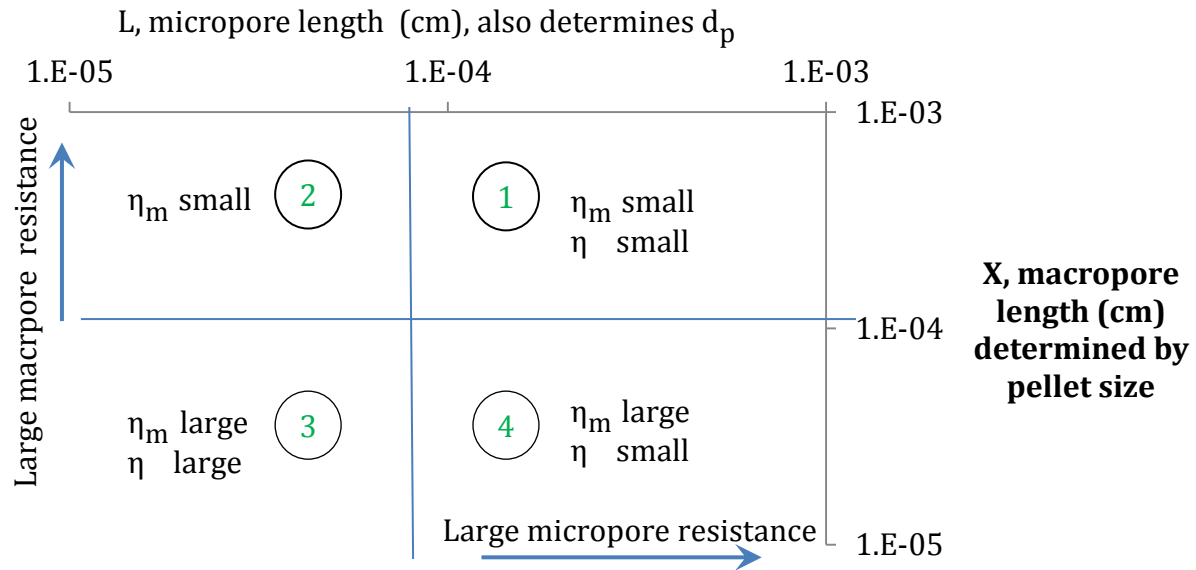 L, micropore length (cm), also determines dp
1.E-05
1.E-04
1.E-03
1.E-03
Large macrpore resistance
ηm small
2
1
ηm small
η small
X, macropore
length (cm)
determined by
pellet size
1.E-04
ηm large
η large
3
4
ηm large
η small
Large micropore resistance
1.E-05